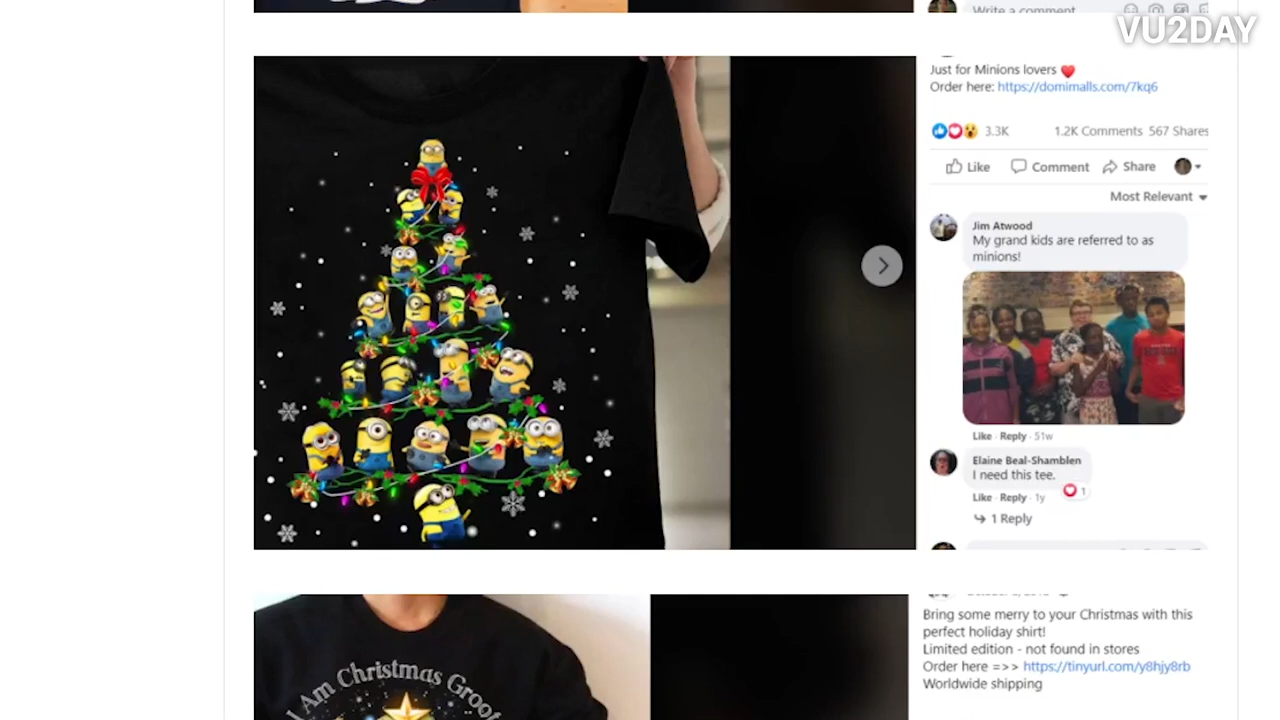 Write a comment
VU2DAY
Just for Minions lovers
Order here: https://domimalls.com/7kq6
3.3K
1.2K Comments 567 Shares
Like
Comment
Share
Most Relevant
Jim Atwood
My grand kids are referred to as
minions!
Like · Reply · 51w
Elaine Beal-Shamblen
I need this tee.
1
Like · Reply · 1y
1 Reply
I Am Christmas Groot
Bring some merry to your Christmas with this
perfect holiday shirt!
Limited edition - not found in stores
Order here =>> https://tinyurl.com/y8hjy8rb
Worldwide shipping